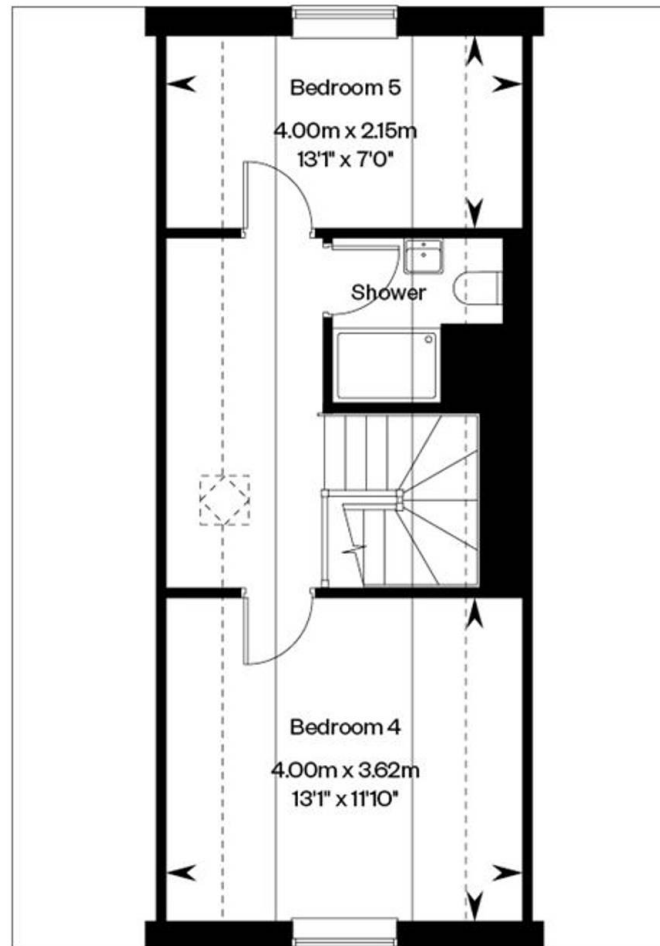 Bedroom 5
4.00m x 2.15m
13'1" x 7'0"
Shower
Bedroom 4
4.00m x 3.62m
13'1" x 11'10"